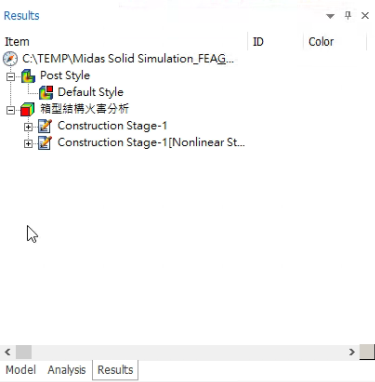 Results
Item ID Color
C:\TEMP\Midas Solid Simulation_FEAG...
Post Style
Default Style
箱型結構火害分析
Construction Stage-1
Construction Stage-1[Nonlinear St...
Model Analysis Results